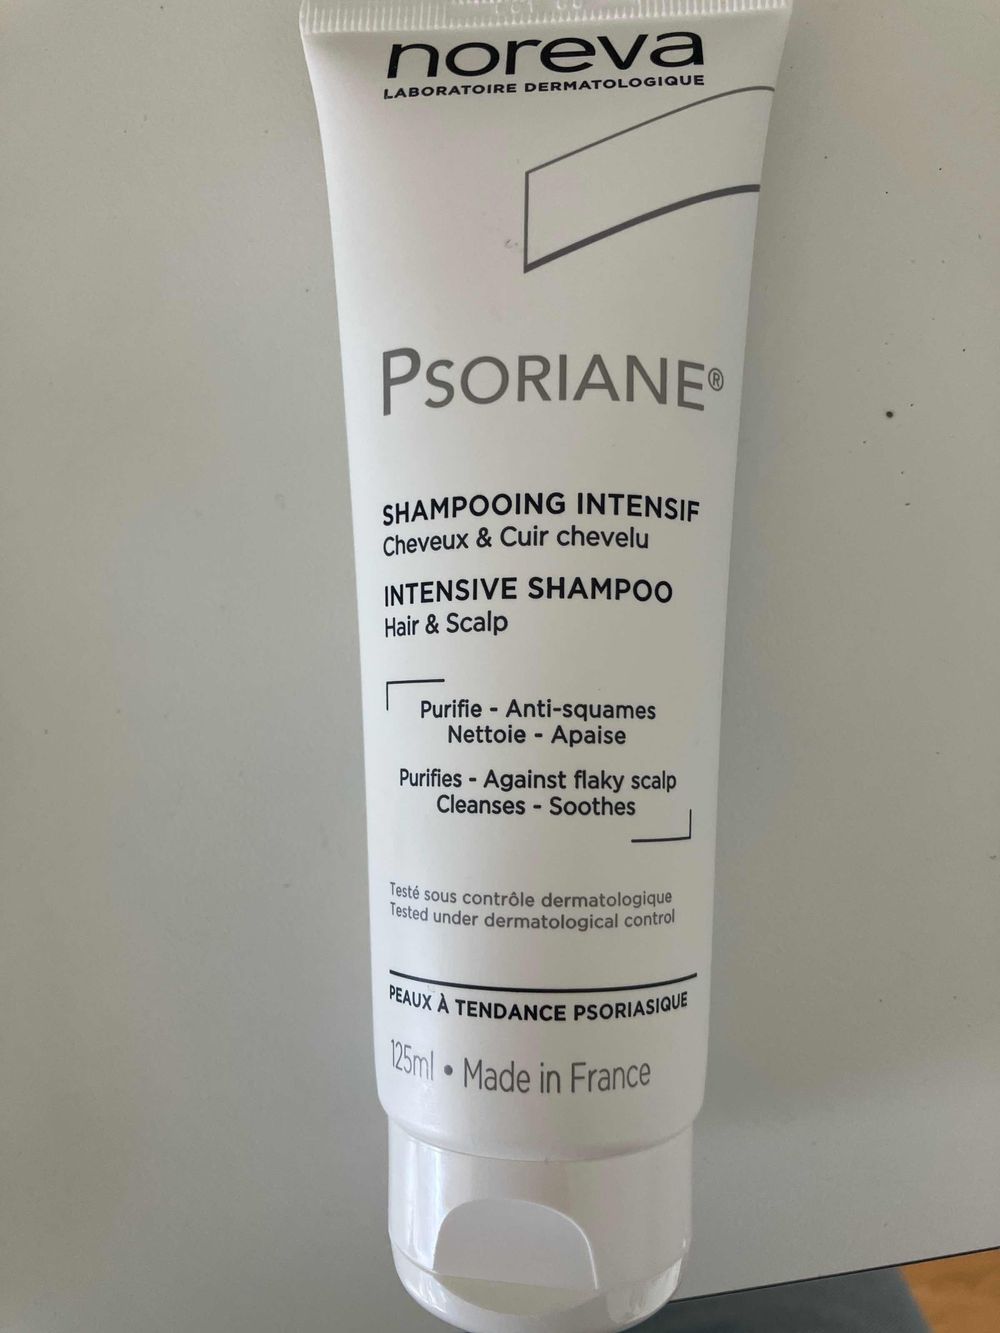 noreva
LABORATOIRE DERMATOLOGIQUE
PSORIANE®
SHAMPOOING INTENSIF
Cheveux & Cuir chevelu
INTENSIVE SHAMPOO
Hair & Scalp
Purifie - Anti-squames
Nettoie - Apaise
Purifies - Against flaky scalp
Cleanses - Soothes
Testé sous contrôle dermatologique
Tested under dermatological control
PEAUX À TENDANCE PSORIASIQUE
125ml • Made in France